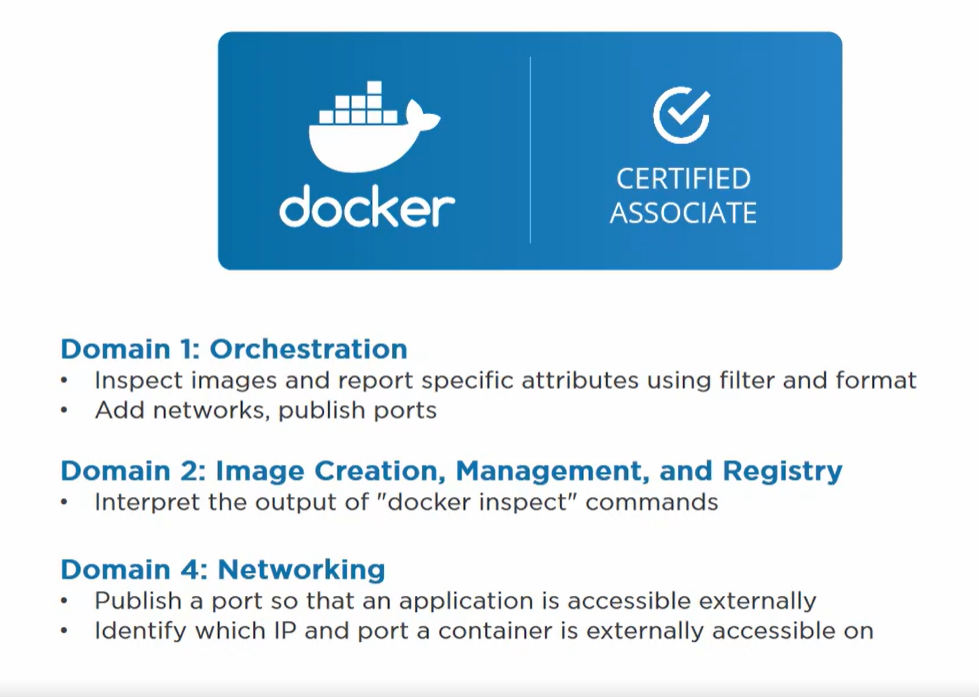 docker
CERTIFIED
ASSOCIATE
Domain 1: Orchestration
• Inspect images and report specific attributes using filter and format
• Add networks, publish ports
Domain 2: Image Creation, Management, and Registry
• Interpret the output of "docker inspect" commands
Domain 4: Networking
• Publish a port so that an application is accessible externally
• Identify which IP and port a container is externally accessible on